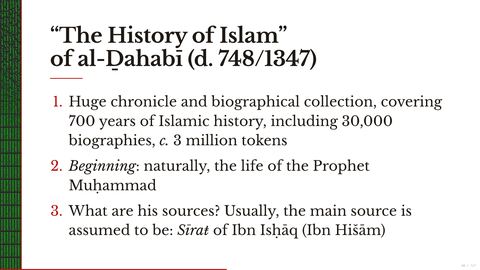 “The History of Islam”
of al-Ḏahabī (d. 748/1347)
1. Huge chronicle and biographical collection, covering
700 years of Islamic history, including 30,000
biographies, c. 3 million tokens
2. Beginning: naturally, the life of the Prophet
Muḥammad
3. What are his sources? Usually, the main source is
assumed to be: Sīrat of Ibn Isḥāq (Ibn Hišām)